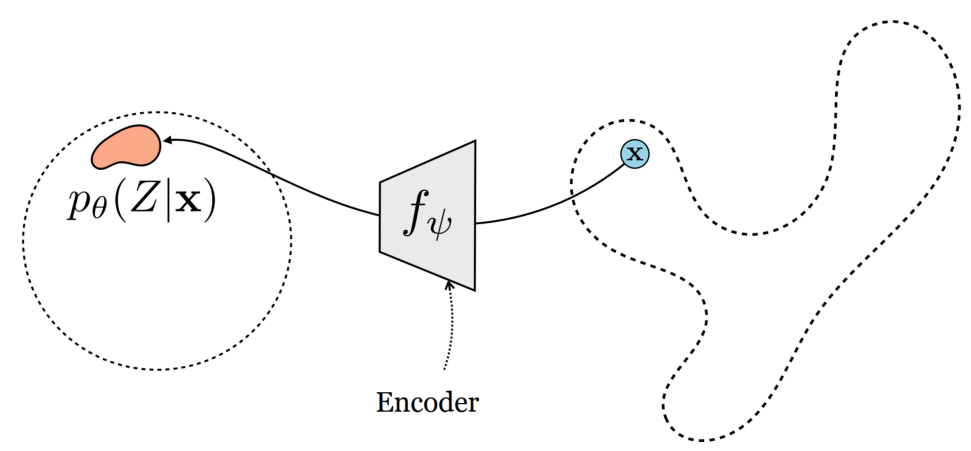 x
f_ψ
p_θ(Z|x)
Encoder